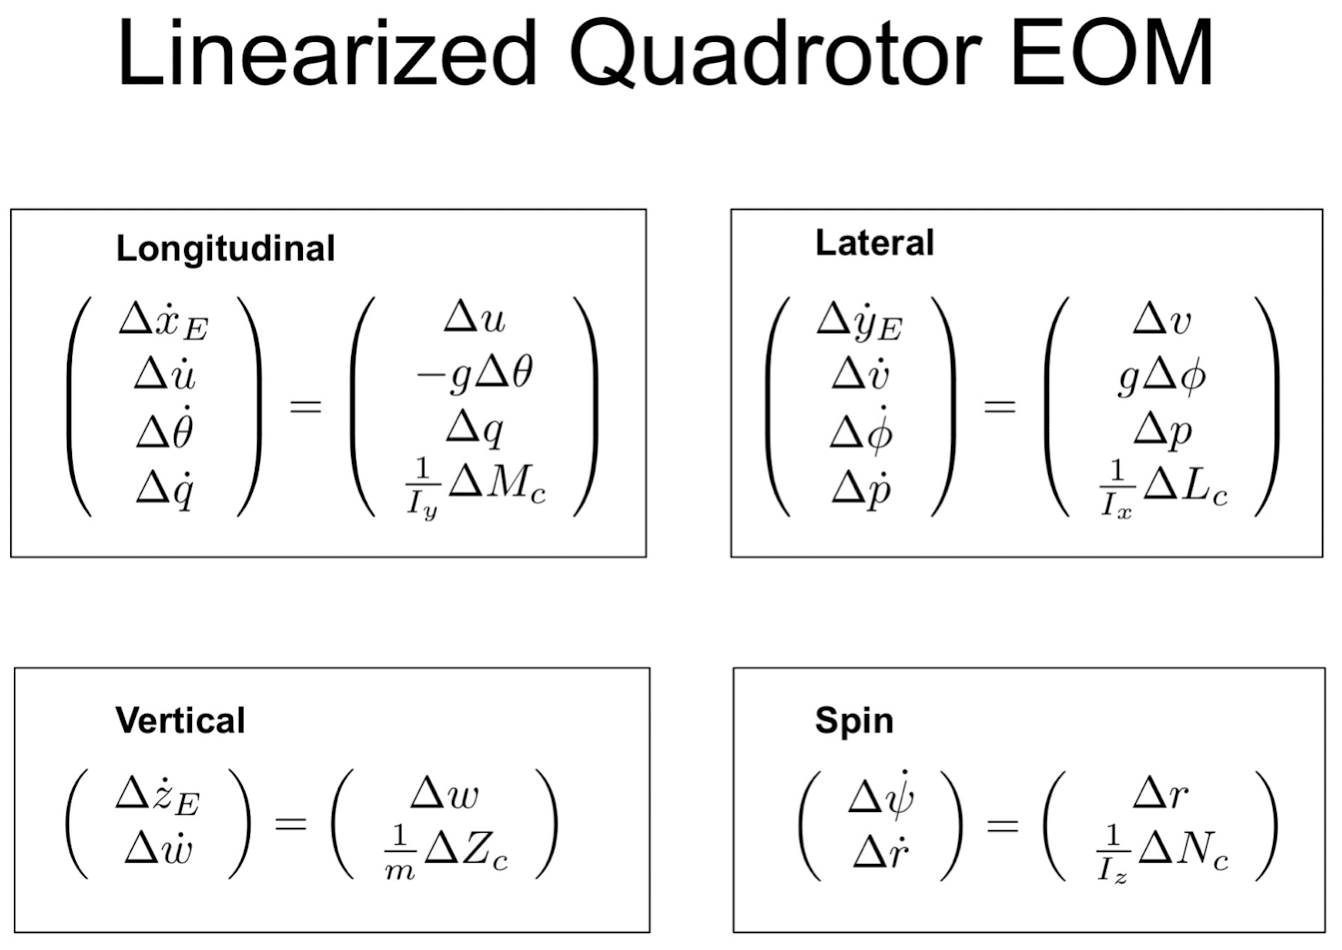 Linearized Quadrotor EOM
Longitudinal
Δẋ_E = Δu
Δu̇ = −gΔθ
Δθ̇ = Δq
Δq̇ = 1/I_y ΔM_c
Lateral
Δẏ_E = Δv
Δv̇ = gΔϕ
Δϕ̇ = Δp
Δṗ = 1/I_x ΔL_c
Vertical
Δż_E = Δw
Δẇ = 1/m ΔZ_c
Spin
Δψ̇ = Δr
Δṙ = 1/I_z ΔN_c